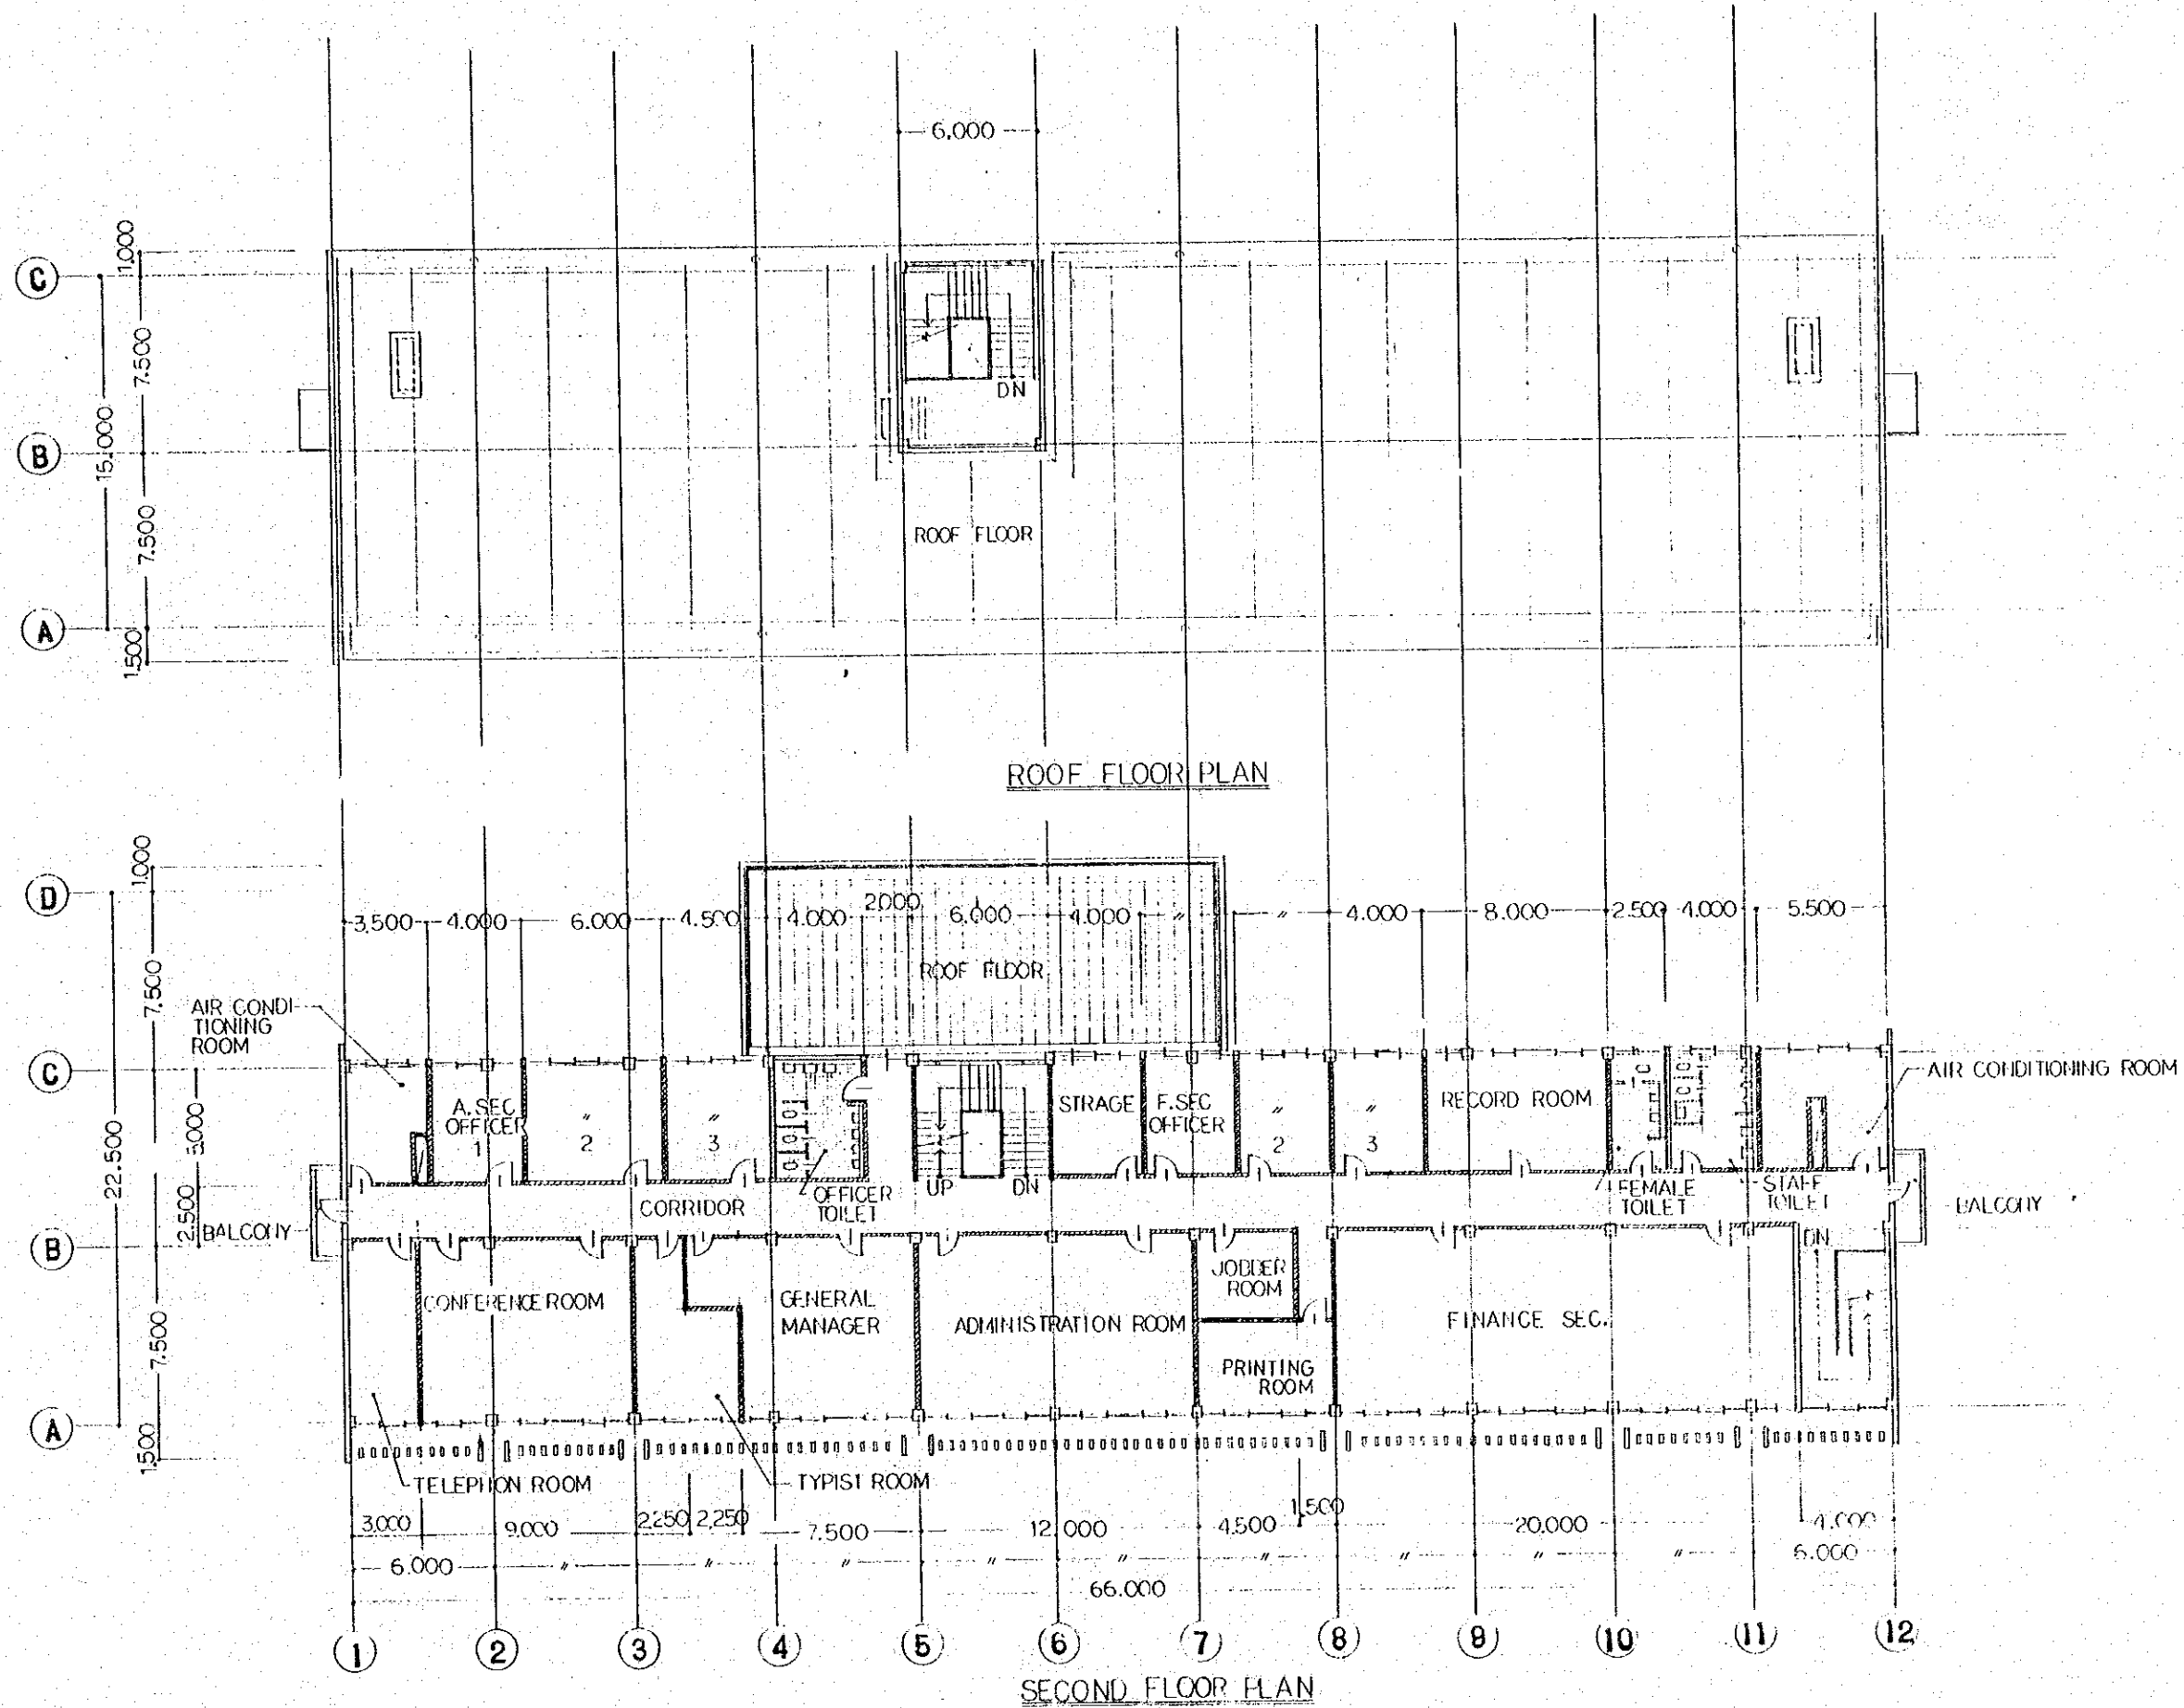 6,000
1.000
C
7.500
15.000
DN
B
7.500
ROOF FLOOR
A
1.500
ROOF FLOOR PLAN
1.000
D
3,500 4.000 6.000 4.500 4.000 2.000 6.000 4.000 〃 〃 4.000 8.000 2.500 4.000 5.500
7.500
ROOF FLOOR
AIR CONDI-
TIONING
ROOM
C
AIR CONDITIONING ROOM
22.500
5.000
A. SEC
OFFICER
1
〃
2
〃
3
STRAGE
F. SEC
OFFICER
〃
2
〃
3
RECORD ROOM
UP
DN
OFFICER
TOILET
FEMALE
TOILET
STAFF
TOILET
CORRIDOR
2.500
BALCONY
BALCONY
B
DN
CONFERENCE ROOM
GENERAL
MANAGER
ADMINISTRATION ROOM
JODDER
ROOM
FINANCE SEC.
7.500
PRINTING
ROOM
A
1.500
TELEPHON ROOM
TYPIST ROOM
3.000 9.000 2.250 2.250 7.500 12.000 4.500 1.500 20.000 4.000
6.000 〃 〃 〃 〃 〃 〃 〃 〃 〃 6.000
66.000
1 2 3 4 5 6 7 8 9 10 11 12
SECOND FLOOR PLAN